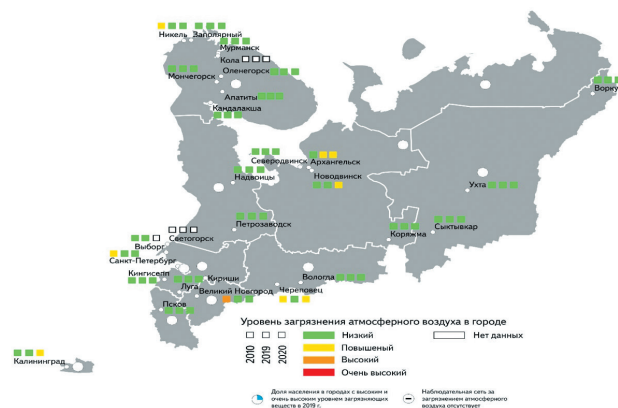 Никель
Заполярный
Мурманск
Кола
Оленегорск
Мончегорск
Апатиты
Кандалакша
Ворку
Северодвинск
Архангельск
Новодвинск
Надвоицы
Ухта
Петрозаводск
Светогорск
Выборг
Сыктывкар
Коряжма
Санкт-Петербург
Кингисепп
Кириши
Луга
Великий Новгород
Вологда
Череповец
Псков
Калининград
Уровень загрязнения атмосферного воздуха в городе
2010
2019
2020
Низкий
Повышеный
Высокий
Очень высокий
Нет данных
Доля населения в городах с высоким и
очень высоким уровнем загрязняющих
веществ в 2019 г.
Наблюдательная сеть за
загрязнением атмосферного
воздуха отсутствует